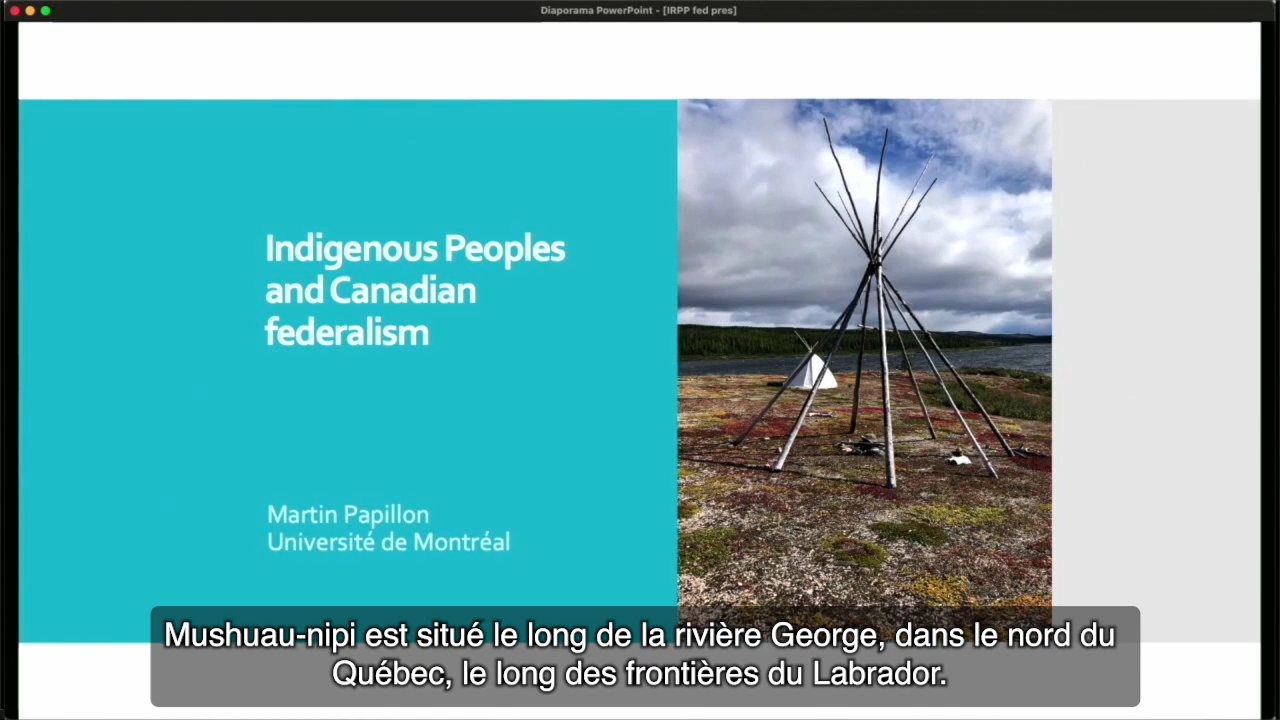 Diaporama PowerPoint - [IRPP fed pres]
Indigenous Peoples
and Canadian
federalism
Martin Papillon
Université de Montréal
Mushuau-nipi est situé le long de la rivière George, dans le nord du
Québec, le long des frontières du Labrador.